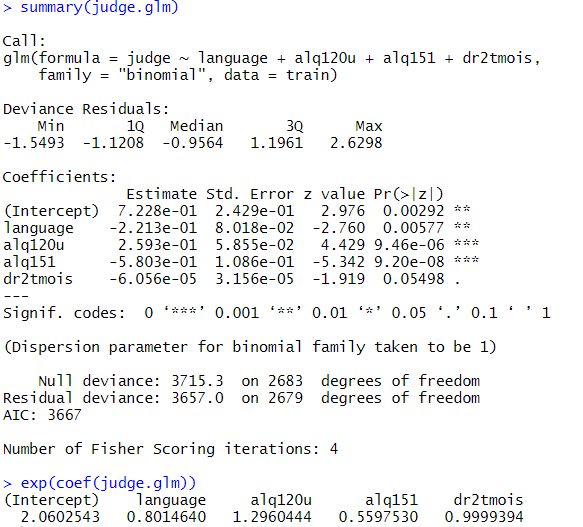 > summary(judge.glm)
Call:
glm(formula = judge ~ language + alq120u + alq151 + dr2tmois,
    family = "binomial", data = train)
Deviance Residuals:
    Min       1Q   Median       3Q      Max
-1.5493  -1.1208  -0.9564   1.1961   2.6298
Coefficients:
              Estimate Std. Error z value Pr(>|z|)
(Intercept)  7.228e-01  2.429e-01   2.976  0.00292 **
language    -2.213e-01  8.018e-02  -2.760  0.00577 **
alq120u      2.593e-01  5.855e-02   4.429 9.46e-06 ***
alq151      -5.803e-01  1.086e-01  -5.342 9.20e-08 ***
dr2tmois    -6.056e-05  3.156e-05  -1.919  0.05498 .
---
Signif. codes:  0 ‘***’ 0.001 ‘**’ 0.01 ‘*’ 0.05 ‘.’ 0.1 ‘ ’ 1
(Dispersion parameter for binomial family taken to be 1)
    Null deviance: 3715.3  on 2683  degrees of freedom
Residual deviance: 3657.0  on 2679  degrees of freedom
AIC: 3667
Number of Fisher Scoring iterations: 4
> exp(coef(judge.glm))
(Intercept)    language     alq120u      alq151    dr2tmois
  2.0602543   0.8014640   1.2960444   0.5597530   0.9999394